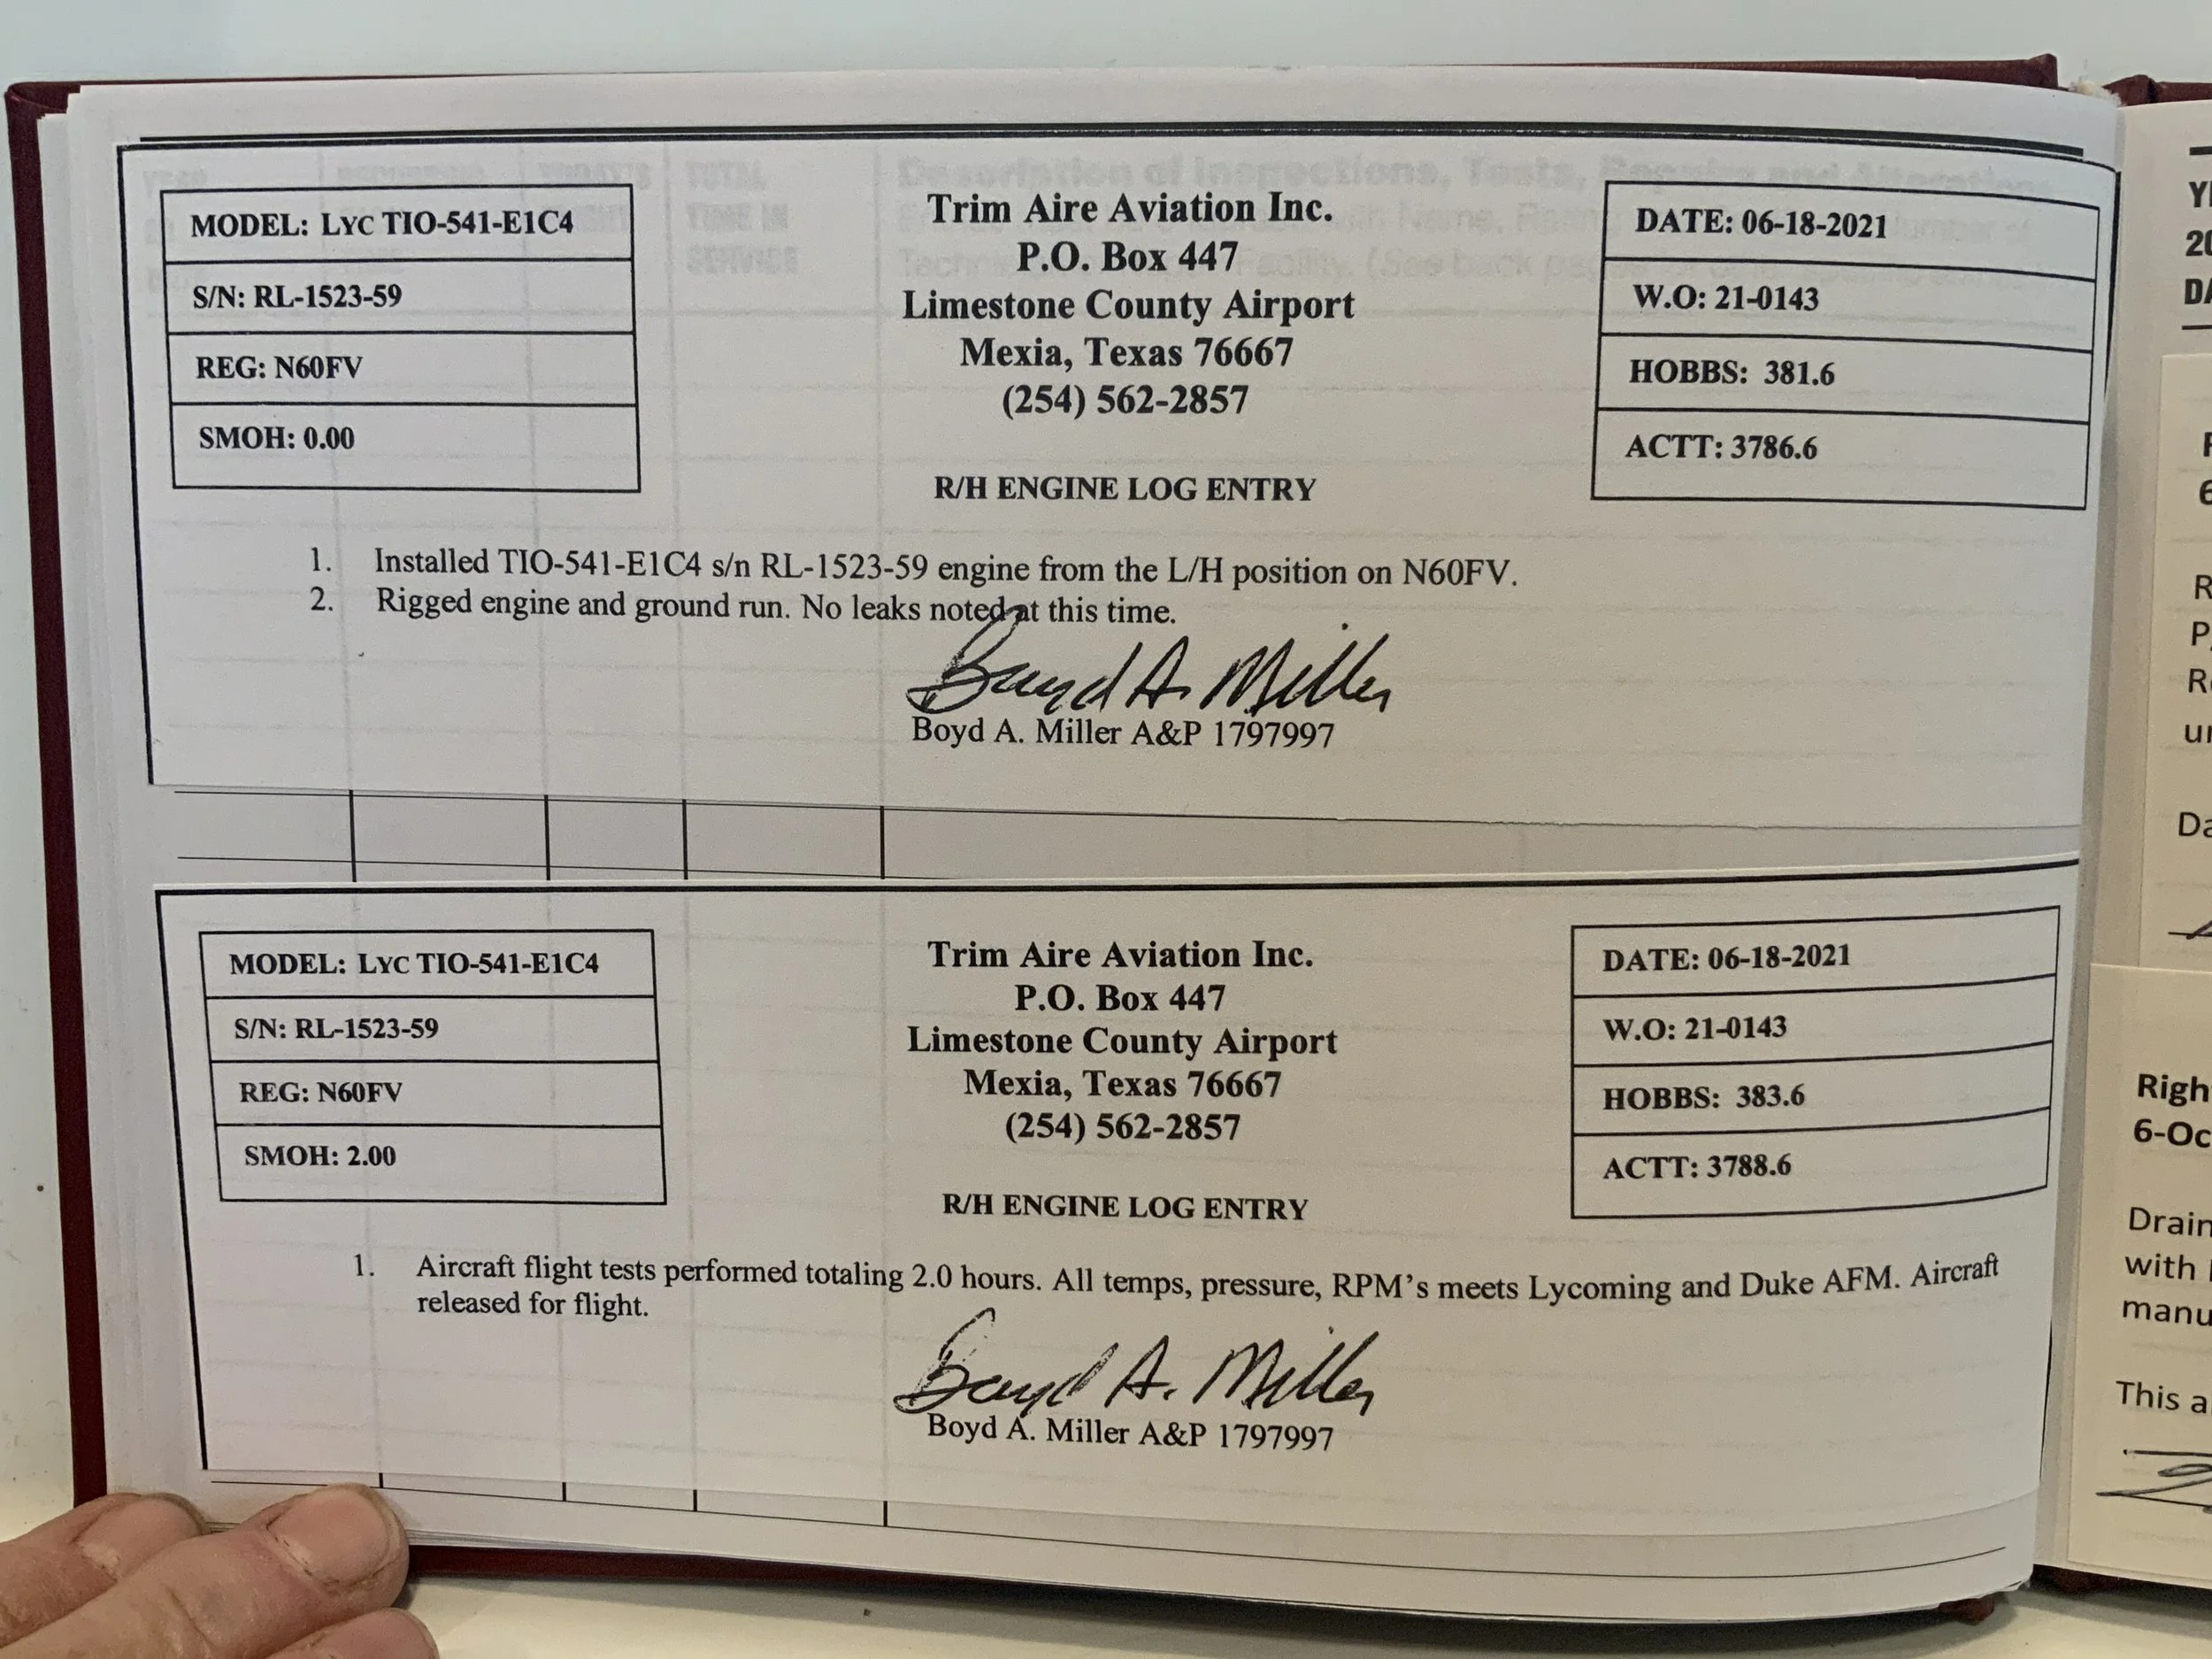 MODEL: LYC TIO-541-E1C4
S/N: RL-1523-59
REG: N60FV
SMOH: 0.00
Trim Aire Aviation Inc.
P.O. Box 447
Limestone County Airport
Mexia, Texas 76667
(254) 562-2857
R/H ENGINE LOG ENTRY
DATE: 06-18-2021
W.O: 21-0143
HOBBS: 381.6
ACTT: 3786.6
1. Installed TIO-541-E1C4 s/n RL-1523-59 engine from the L/H position on N60FV.
2. Rigged engine and ground run. No leaks noted at this time.
Boyd A. Miller
Boyd A. Miller A&P 1797997
MODEL: LYC TIO-541-E1C4
S/N: RL-1523-59
REG: N60FV
SMOH: 2.00
Trim Aire Aviation Inc.
P.O. Box 447
Limestone County Airport
Mexia, Texas 76667
(254) 562-2857
R/H ENGINE LOG ENTRY
DATE: 06-18-2021
W.O: 21-0143
HOBBS: 383.6
ACTT: 3788.6
1. Aircraft flight tests performed totaling 2.0 hours. All temps, pressure, RPM's meets Lycoming and Duke AFM. Aircraft
released for flight.
Boyd A. Miller
Boyd A. Miller A&P 1797997
Righ
6-Oc
Drain
with
manu
This a